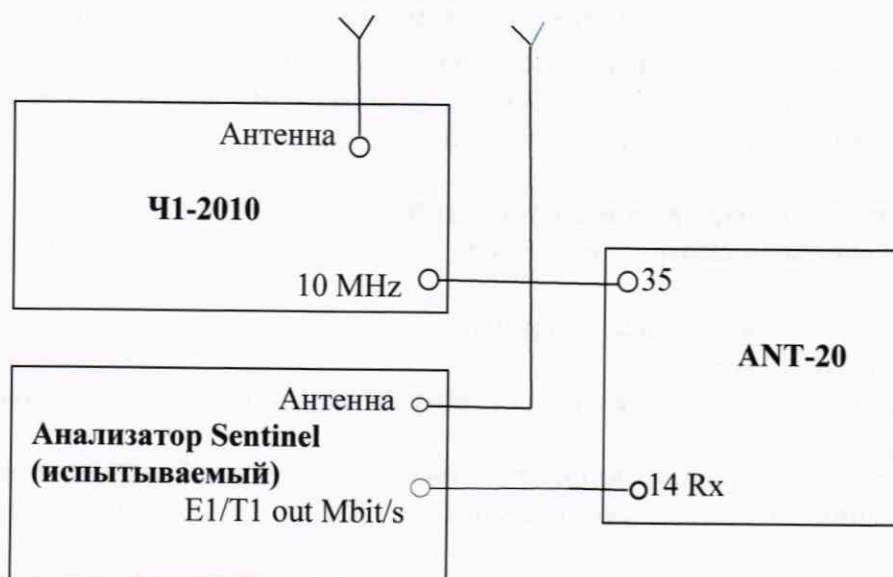 Антенна
Ч1-2010
10 MHz
35
ANT-20
Антенна
Анализатор Sentinel
(испытываемый)
E1/T1 out Mbit/s
14 Rx